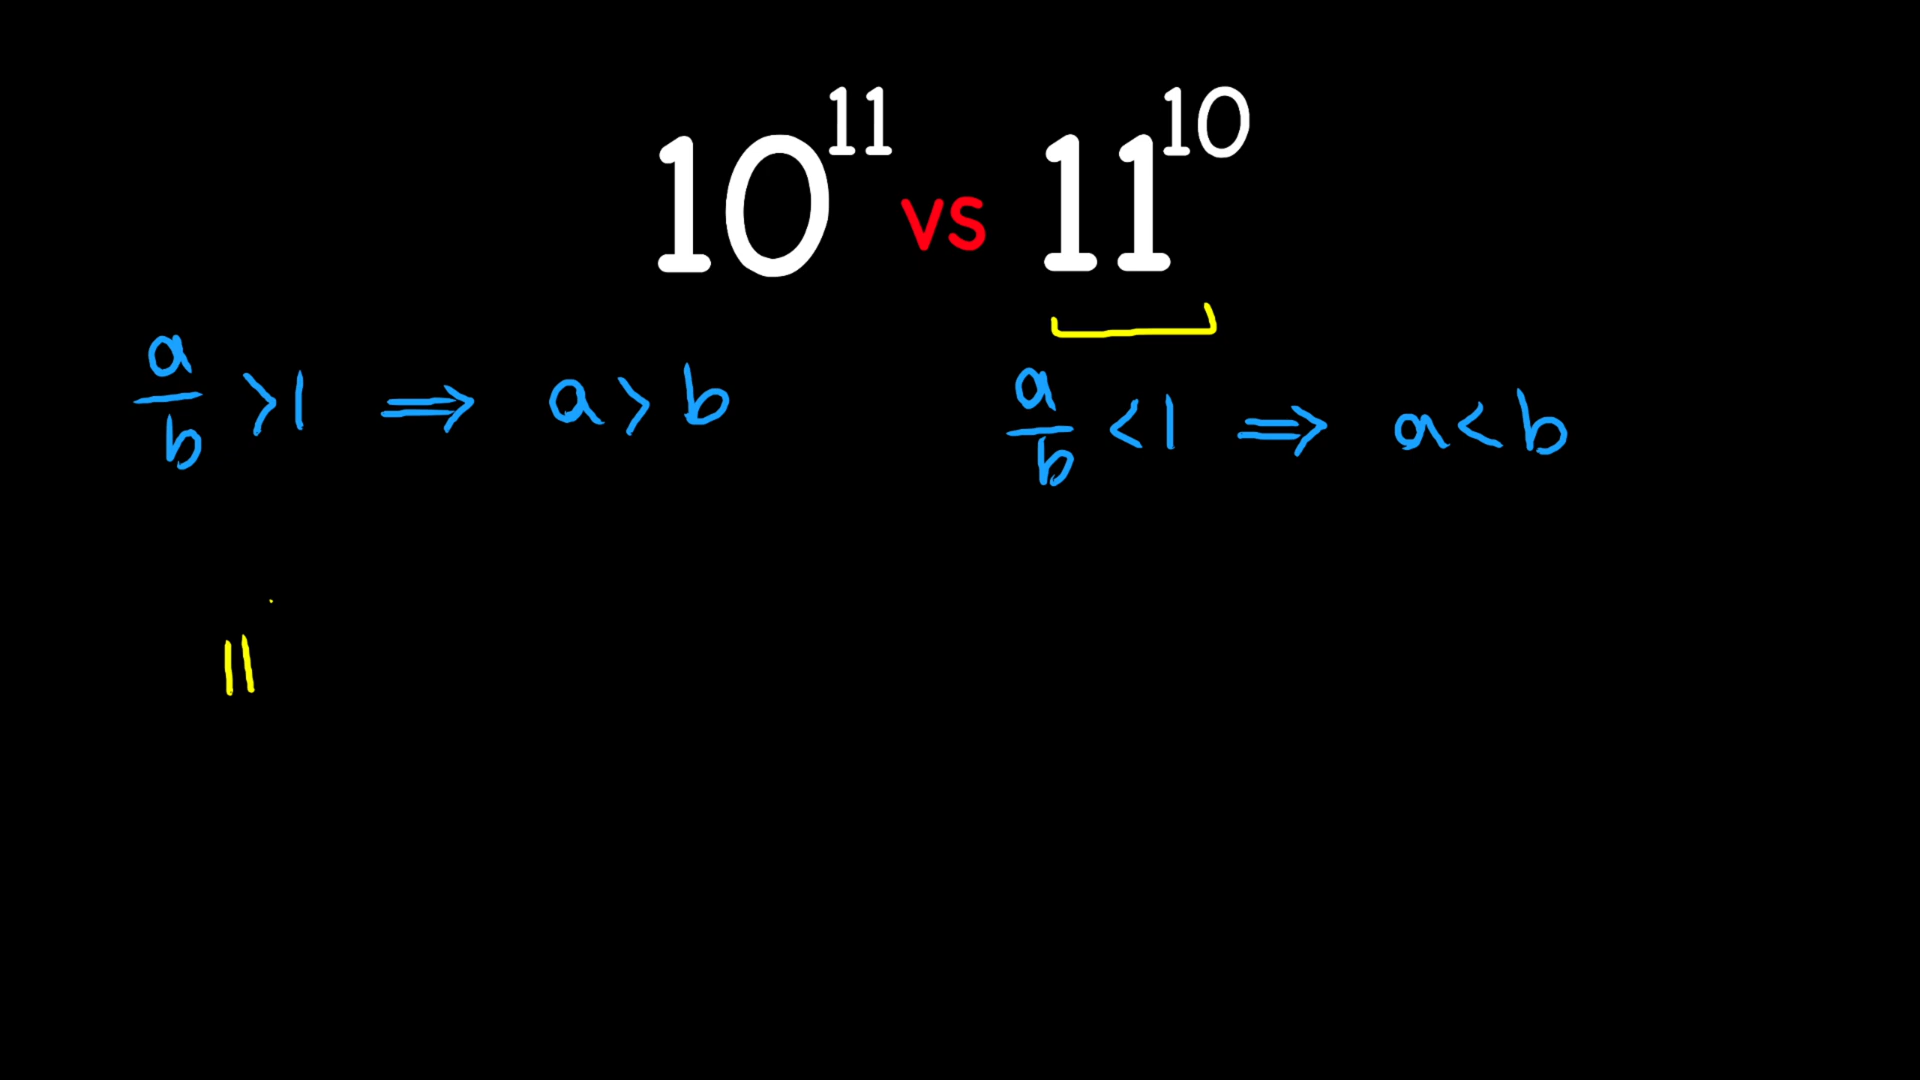 10^11 vs 11^10
a/b > 1 ⟹ a > b
a/b < 1 ⟹ a < b
11